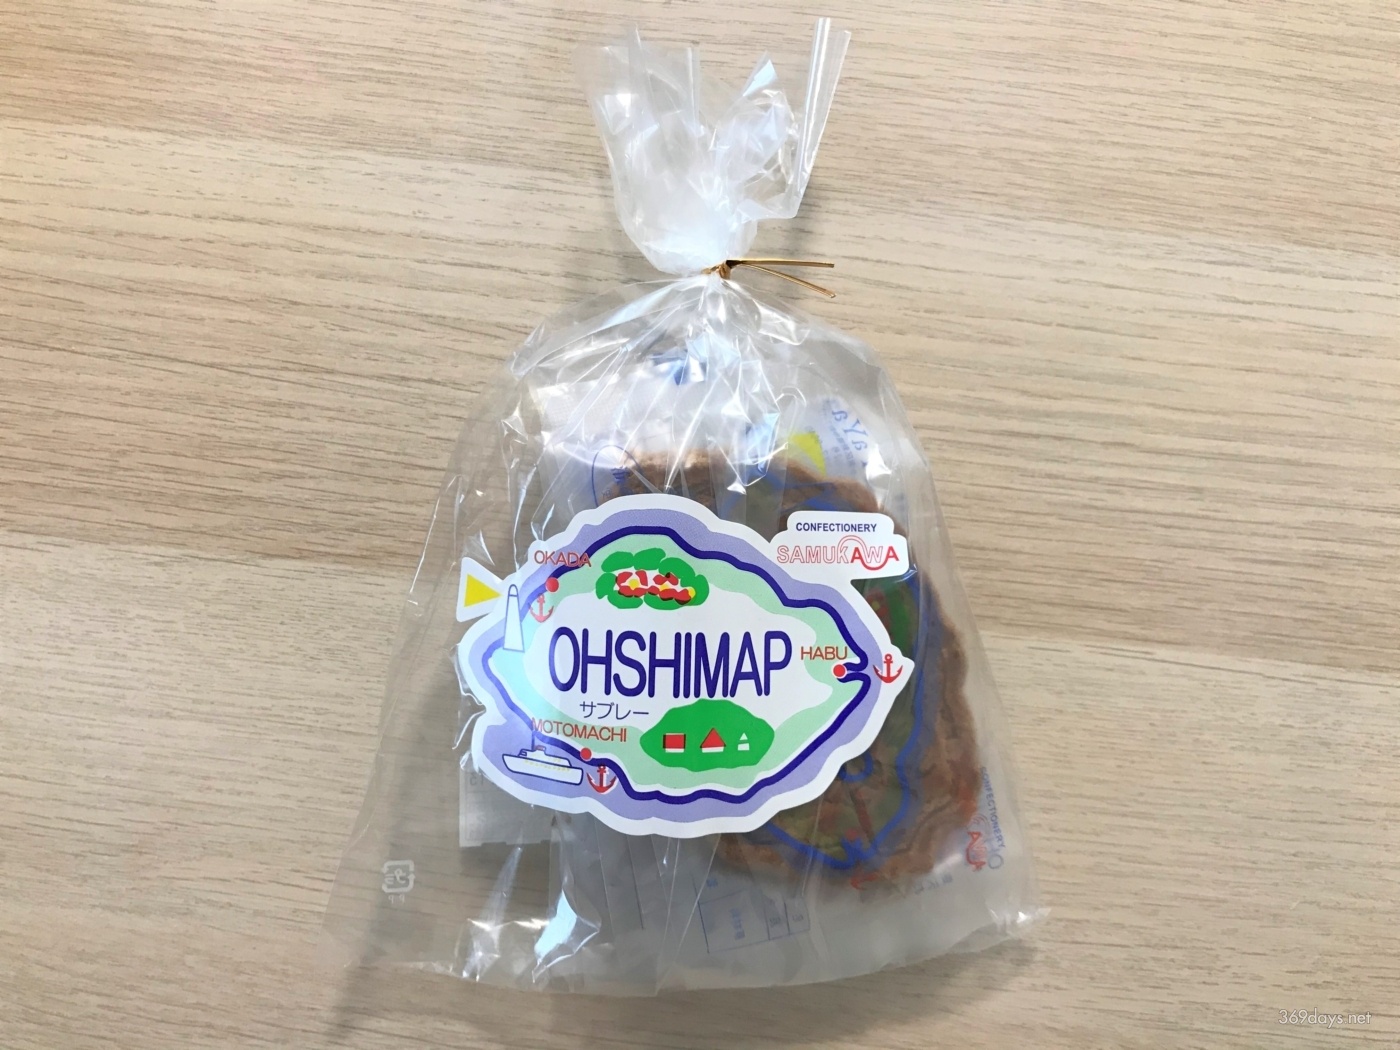 CONFECTIONERY
SAMUKAWA
OKADA
OHSHIMAP
HABU
サブレー
MOTOMACHI
369days.net